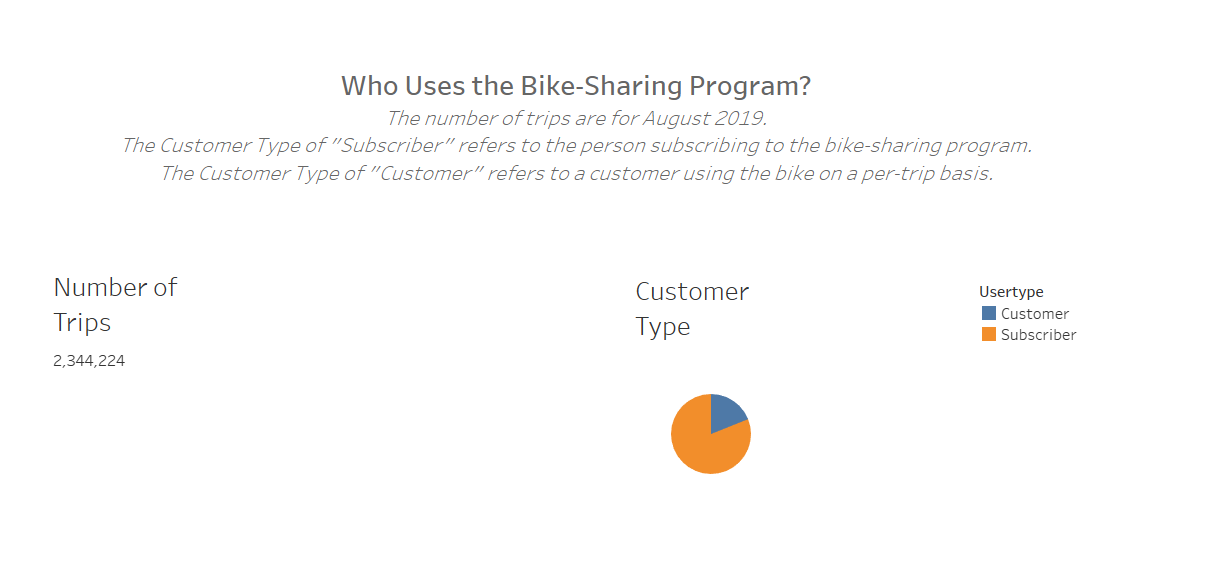 Who Uses the Bike-Sharing Program?
The number of trips are for August 2019.
The Customer Type of "Subscriber" refers to the person subscribing to the bike-sharing program.
The Customer Type of "Customer" refers to a customer using the bike on a per-trip basis.
Number of
Trips
2,344,224
Customer
Type
Usertype
Customer
Subscriber